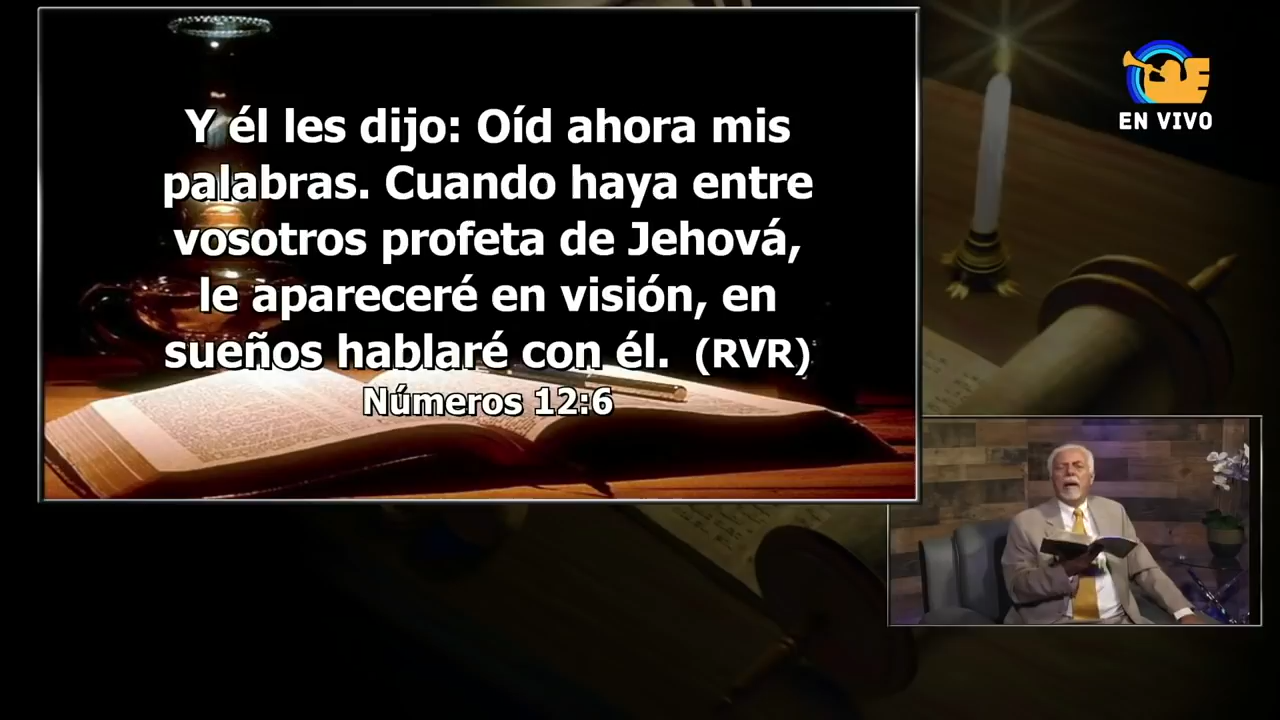 Y él les dijo: Oíd ahora mis
palabras. Cuando haya entre
vosotros profeta de Jehová,
le apareceré en visión, en
sueños hablaré con él. (RVR)
Números 12:6
EN VIVO